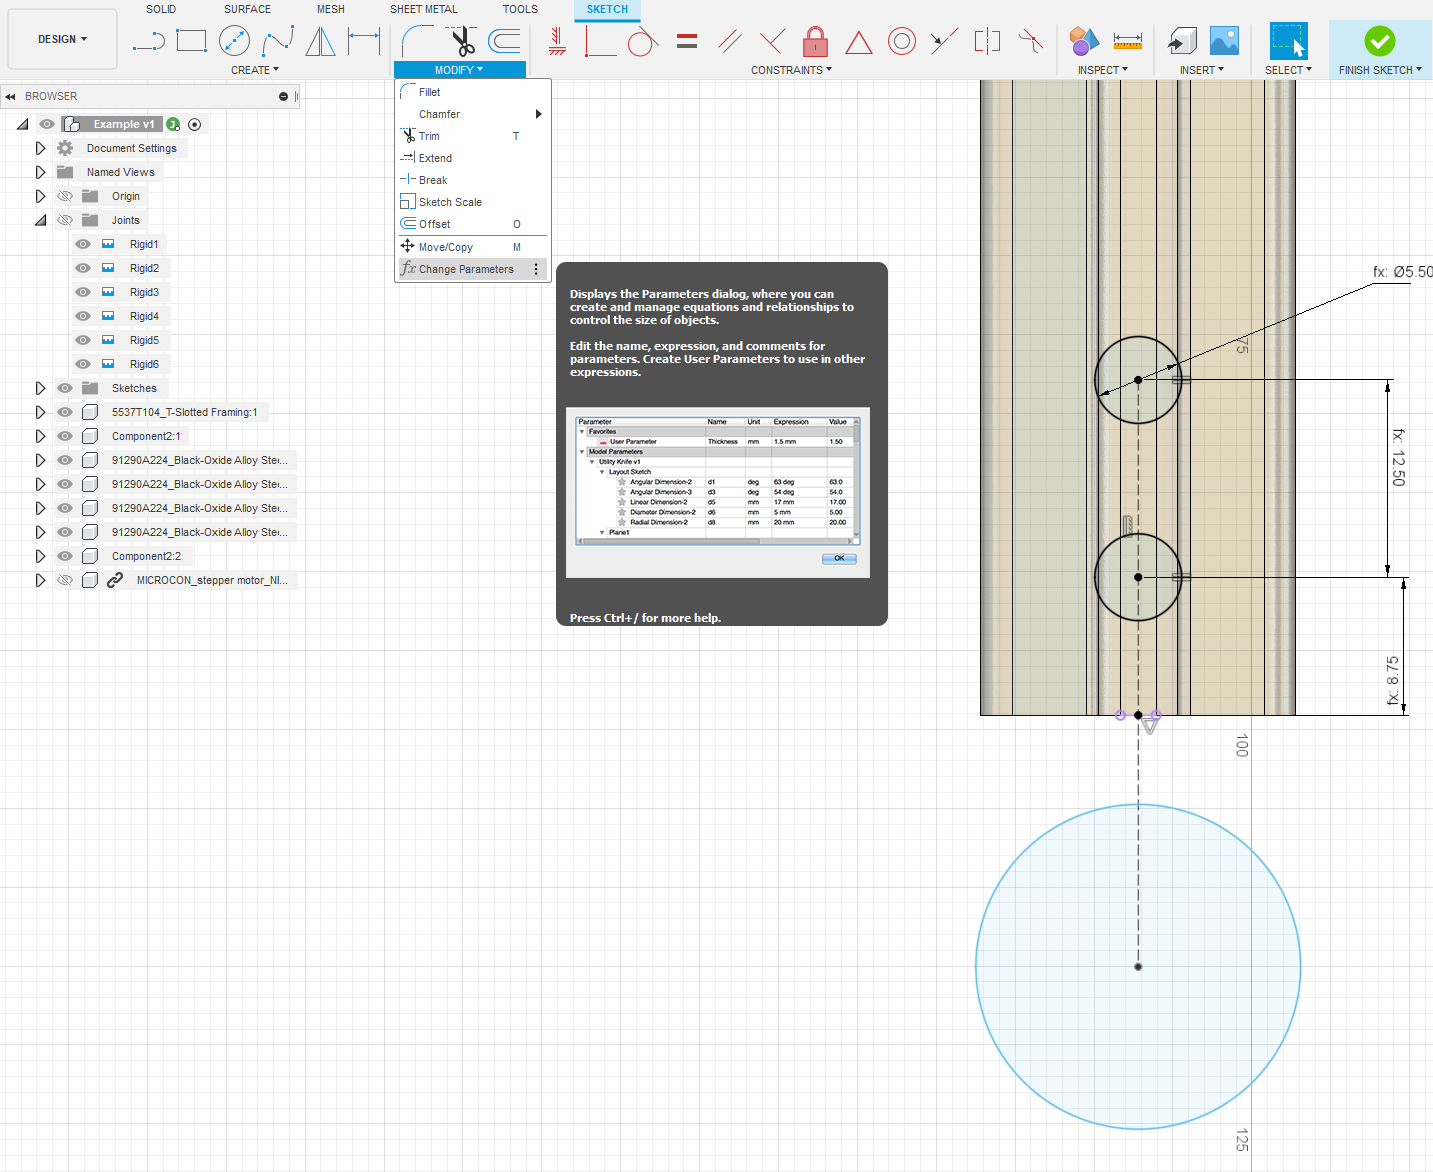 SOLID
SURFACE
MESH
SHEET METAL
TOOLS
SKETCH
DESIGN
CREATE
MODIFY
CONSTRAINTS
INSPECT
INSERT
SELECT
FINISH SKETCH
BROWSER
Example v1
Document Settings
Named Views
Origin
Joints
Rigid1
Rigid2
Rigid3
Rigid4
Rigid5
Rigid6
Sketches
5537T104_T-Slotted Framing:1
Component2:1
91290A224_Black-Oxide Alloy Stee...
91290A224_Black-Oxide Alloy Stee...
91290A224_Black-Oxide Alloy Stee...
91290A224_Black-Oxide Alloy Stee...
Component2:2
MICROCON_stepper motor_NI...
Fillet
Chamfer
Trim T
Extend
Break
Sketch Scale
Offset O
Move/Copy M
fx Change Parameters
Displays the Parameters dialog, where you can
create and manage equations and relationships to
control the size of objects.
Edit the name, expression, and comments for
parameters. Create User Parameters to use in other
expressions.
Parameter Name Unit Expression Value
Favorites
User Parameter Thickness mm 1.5 mm 1.50
Model Parameters
Utility Knife v1
Layout Sketch
Angular Dimension-2 d1 deg 63 deg 63.0
Angular Dimension-3 d3 deg 54 deg 54.0
Linear Dimension-2 d5 mm 17 mm 17.00
Diameter Dimension-2 d6 mm 5 mm 5.00
Radial Dimension-2 d8 mm 20 mm 20.00
Plane1
OK
Press Ctrl+/ for more help.
fx: Ø5.50
75
fx: 12.50
fx: 8.75
100
125